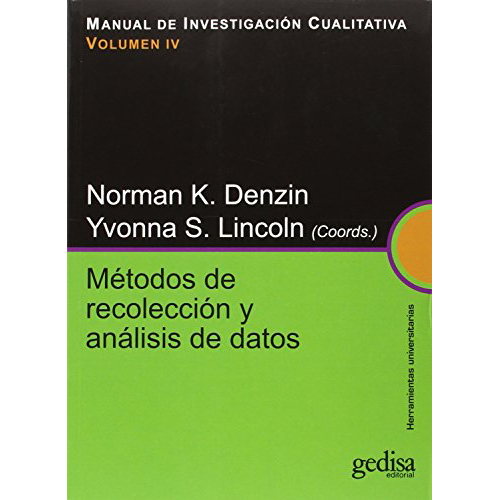 MANUAL DE INVESTIGACIÓN CUALITATIVA
VOLUMEN IV
Norman K. Denzin
Yvonna S. Lincoln (Coords.)
Métodos de
recolección y
análisis de datos
Herramientas universitarias
gedisa
editorial